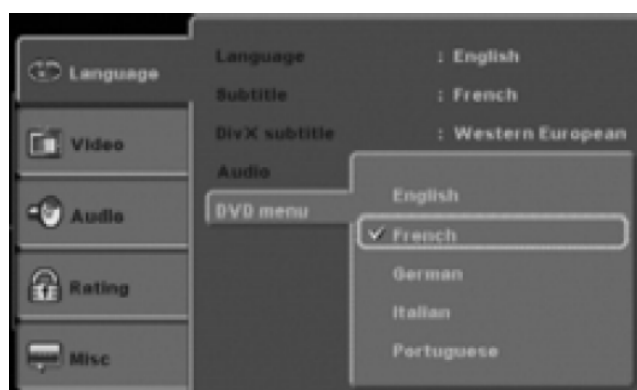 Language
Video
Audio
Rating
Misc
Language : English
Subtitle : French
DivX subtitle : Western European
Audio
DVD menu
English
French
German
Italian
Portuguese